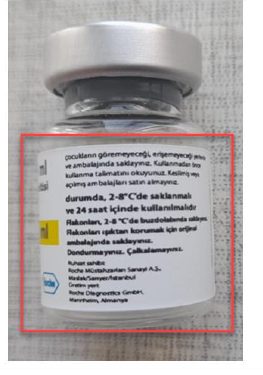 ml
ml
Roche
çocukların göremeyeceği, erişemeyeceği
ve ambalajında saklayınız. Kullanmadan önce
kullanma talimatını okuyunuz. Kesilmiş veya
açılmış ambalajları satın almayınız.
durumda, 2-8°C'de saklanmalı
ve 24 saat içinde kullanılmalıdır
Flakonları, 2-8 °C'de buzdolabında saklayınız.
Flakonları ışıktan korumak için orijinal
ambalajında saklayınız.
Dondurmayınız. Çalkalamayınız.
Ruhsat sahibi
Roche Müstahzarları Sanayi A.Ş.,
Maslak/Sarıyer/İstanbul
Üretim yeri
Roche Diagnostics GmbH,
Mannheim, Almanya